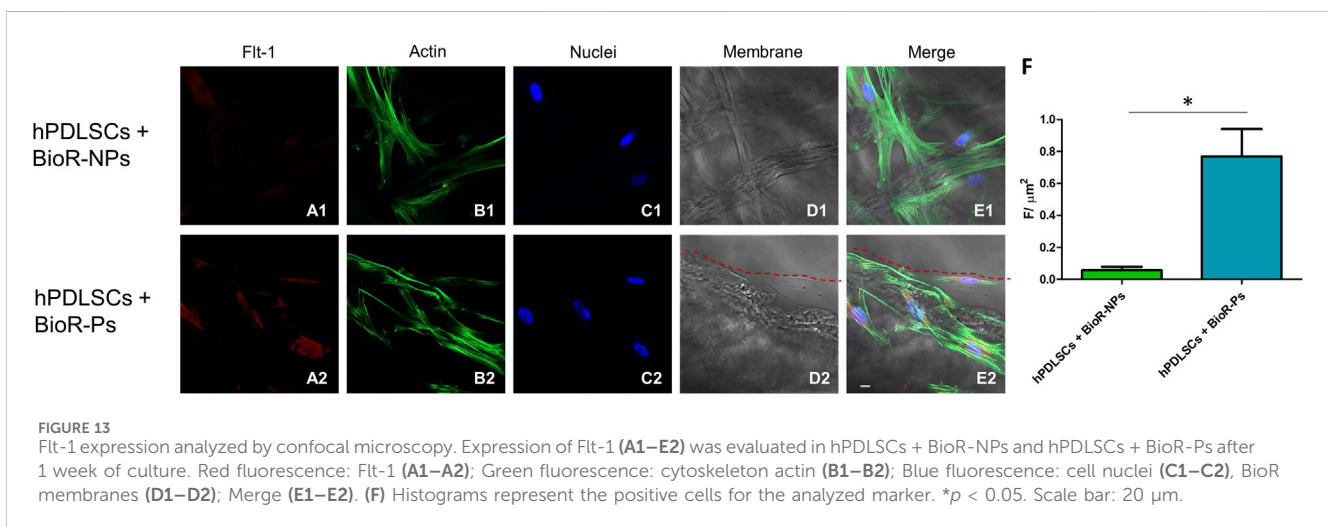 Flt-1 Actin Nuclei Membrane Merge
hPDLSCs +
BioR-NPs
A1 B1 C1 D1 E1
hPDLSCs +
BioR-Ps
A2 B2 C2 D2 E2
F
*
1.0
0.8
0.6
0.4
0.2
0.0
F/ μm²
hPDLSCs + BioR-NPs
hPDLSCs + BioR-Ps
FIGURE 13
Flt-1 expression analyzed by confocal microscopy. Expression of Flt-1 (A1–E2) was evaluated in hPDLSCs + BioR-NPs and hPDLSCs + BioR-Ps after
1 week of culture. Red fluorescence: Flt-1 (A1–A2); Green fluorescence: cytoskeleton actin (B1–B2); Blue fluorescence: cell nuclei (C1–C2), BioR
membranes (D1–D2); Merge (E1–E2). (F) Histograms represent the positive cells for the analyzed marker. *p < 0.05. Scale bar: 20 μm.